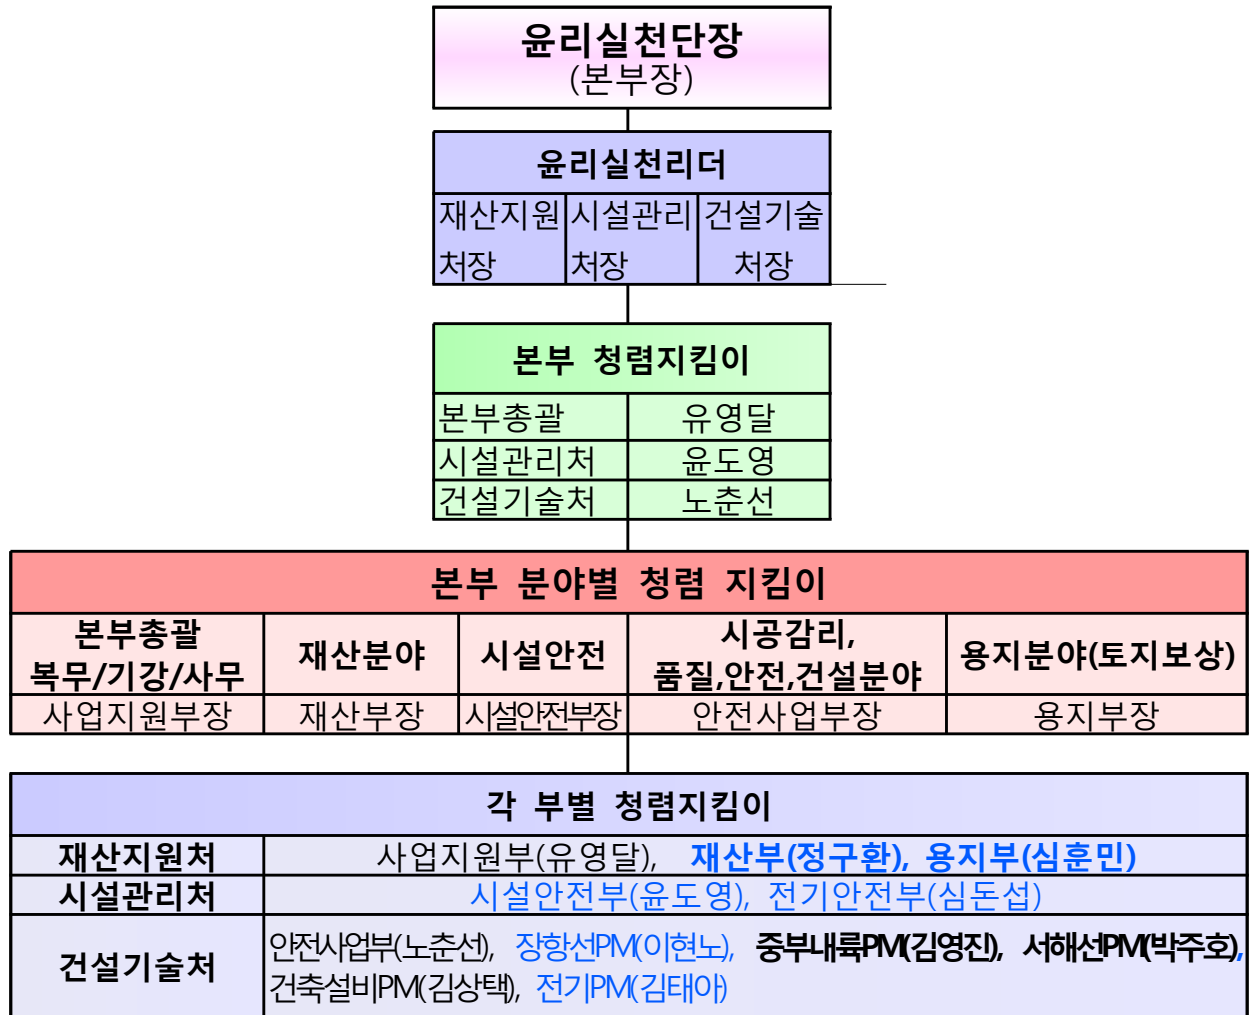 윤리실천단장
(본부장)
윤리실천리더
재산지원 시설관리 건설기술
처장 처장 처장
본부 청렴지킴이
본부총괄 유영달
시설관리처 윤도영
건설기술처 노춘선
본부 분야별 청렴 지킴이
본부총괄
복무/기강/사무
재산분야
시설안전
시공감리,
품질,안전,건설분야
용지분야(토지보상)
사업지원부장 재산부장 시설안전부장 안전사업부장 용지부장
각 부별 청렴지킴이
재산지원처 사업지원부(유영달), 재산부(정구환), 용지부(심훈민)
시설관리처 시설안전부(윤도영), 전기안전부(심돈섭)
건설기술처
안전사업부(노춘선), 장항선PM(이현노), 중부내륙PM(김영진), 서해선PM(박주호),
건축설비PM(김상택), 전기PM(김태아)